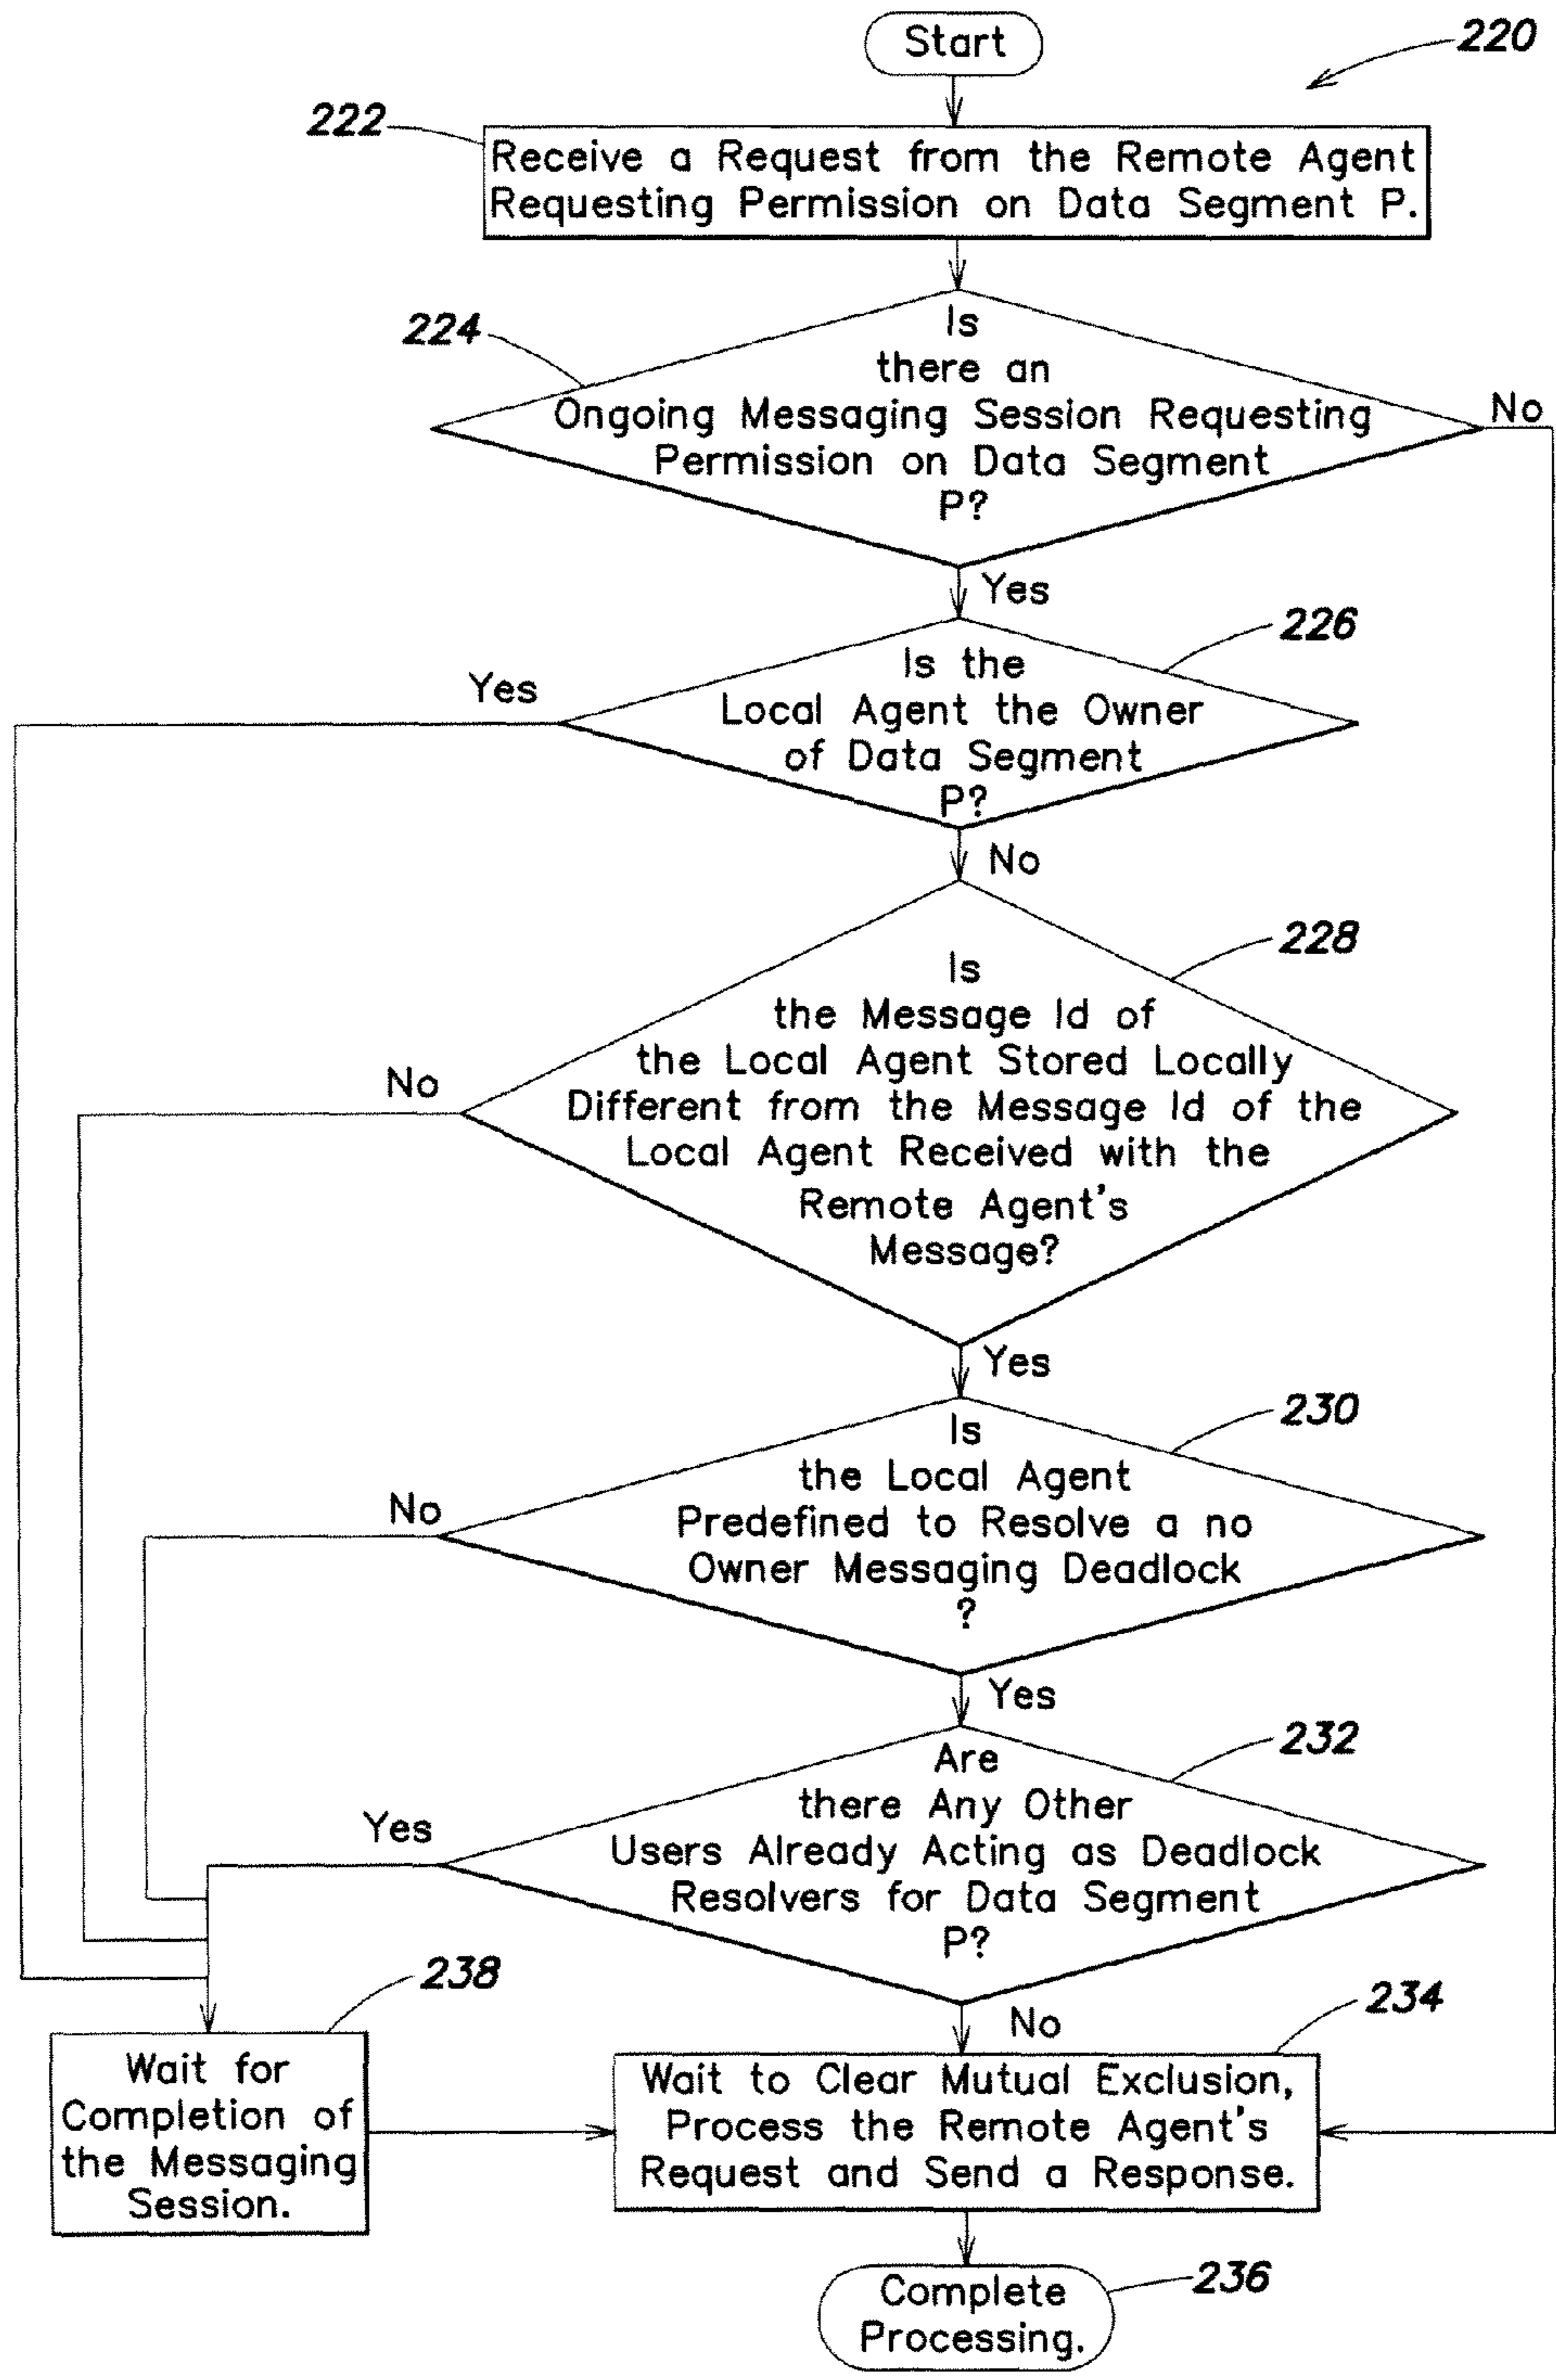 Start
220
222
Receive a Request from the Remote Agent
Requesting Permission on Data Segment P.
224
Is
there an
Ongoing Messaging Session Requesting
Permission on Data Segment
P?
No
Yes
226
Yes
Is the
Local Agent the Owner
of Data Segment
P?
No
228
Is
the Message Id of
the Local Agent Stored Locally
Different from the Message Id of the
Local Agent Received with the
Remote Agent's
Message?
No
Yes
230
Is
the Local Agent
Predefined to Resolve a no
Owner Messaging Deadlock
?
No
Yes
232
Are
there Any Other
Users Already Acting as Deadlock
Resolvers for Data Segment
P?
Yes
No
238
Wait for
Completion of
the Messaging
Session.
234
Wait to Clear Mutual Exclusion,
Process the Remote Agent's
Request and Send a Response.
Complete
Processing.
236